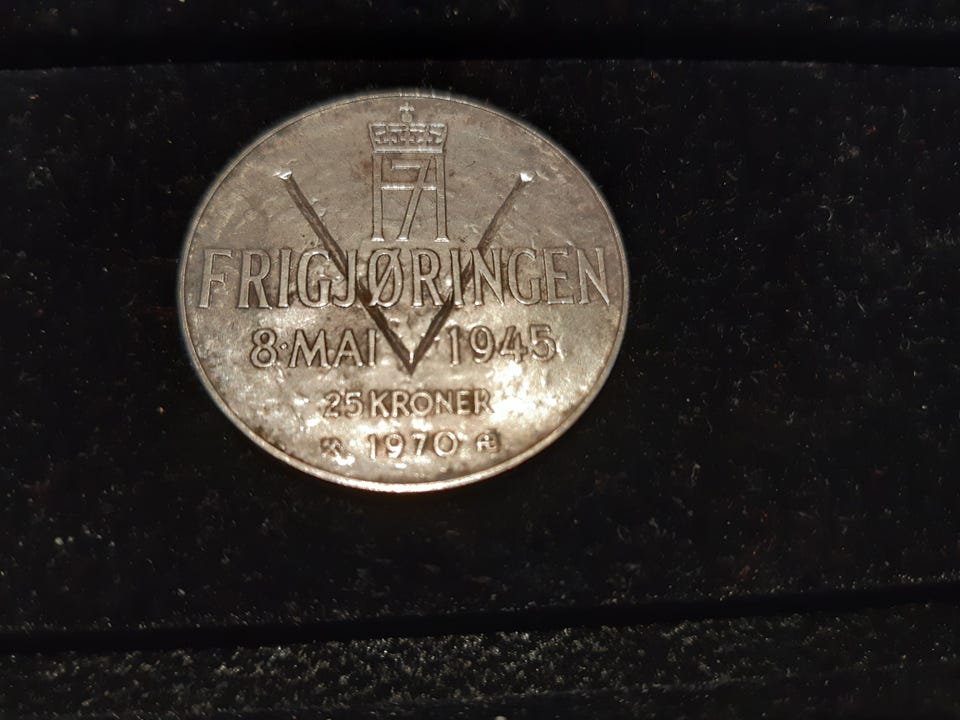 FRIGJØRINGEN
8·MAI 1945
25 KRONER
1970